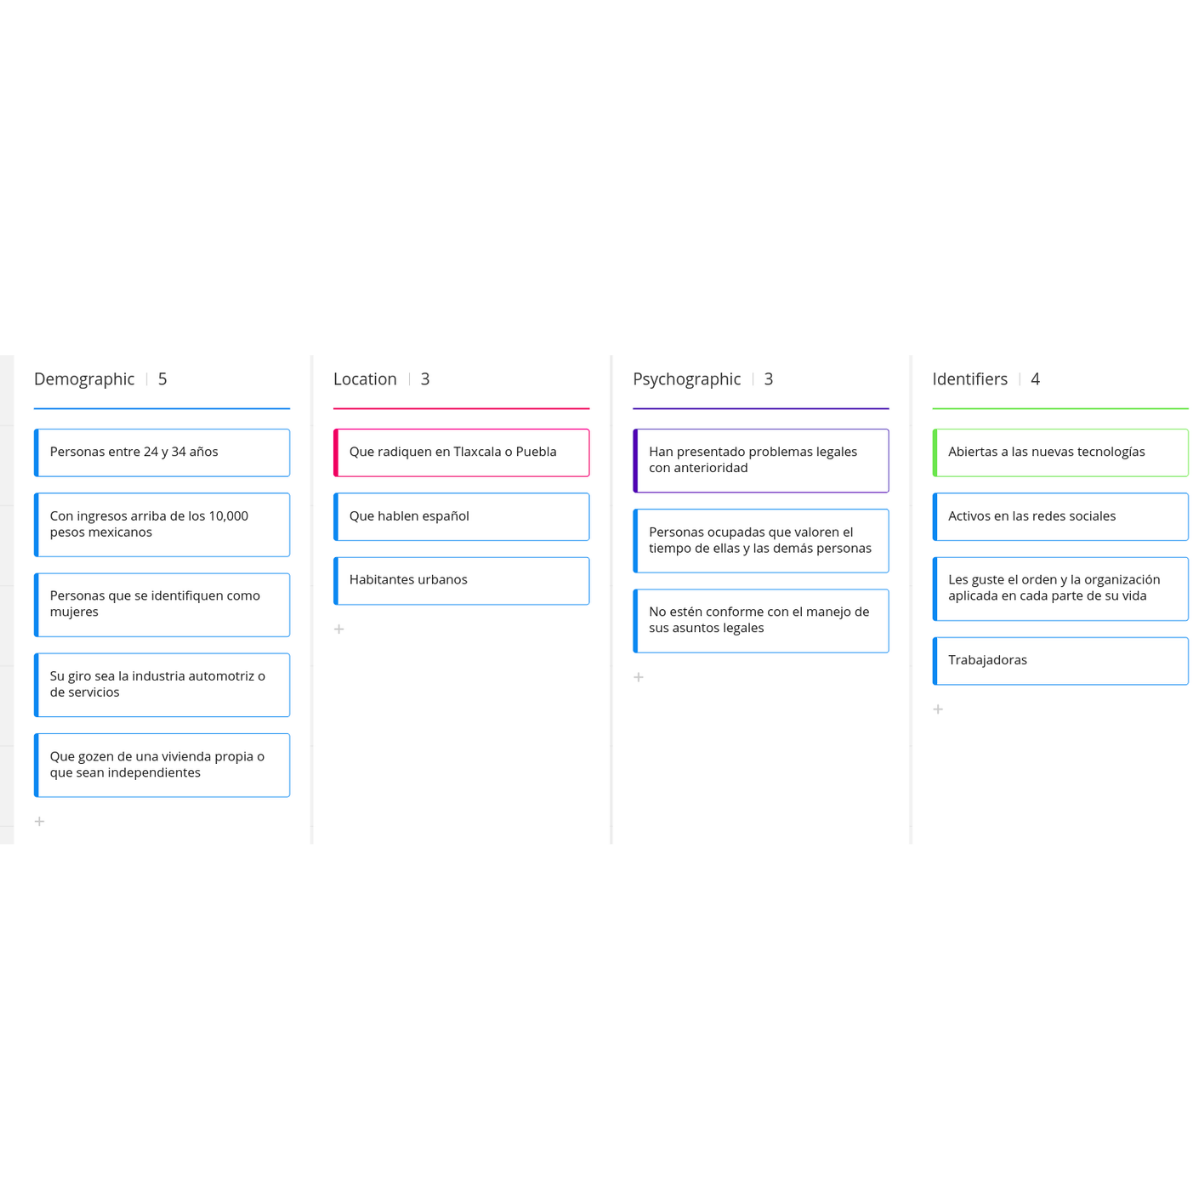 Demographic | 5
Personas entre 24 y 34 años
Con ingresos arriba de los 10,000
pesos mexicanos
Personas que se identifiquen como
mujeres
Su giro sea la industria automotriz o
de servicios
Que gozen de una vivienda propia o
que sean independientes
+
Location | 3
Que radiquen en Tlaxcala o Puebla
Que hablen español
Habitantes urbanos
+
Psychographic | 3
Han presentado problemas legales
con anterioridad
Personas ocupadas que valoren el
tiempo de ellas y las demás personas
No estén conforme con el manejo de
sus asuntos legales
+
Identifiers | 4
Abiertas a las nuevas tecnologías
Activos en las redes sociales
Les guste el orden y la organización
aplicada en cada parte de su vida
Trabajadoras
+